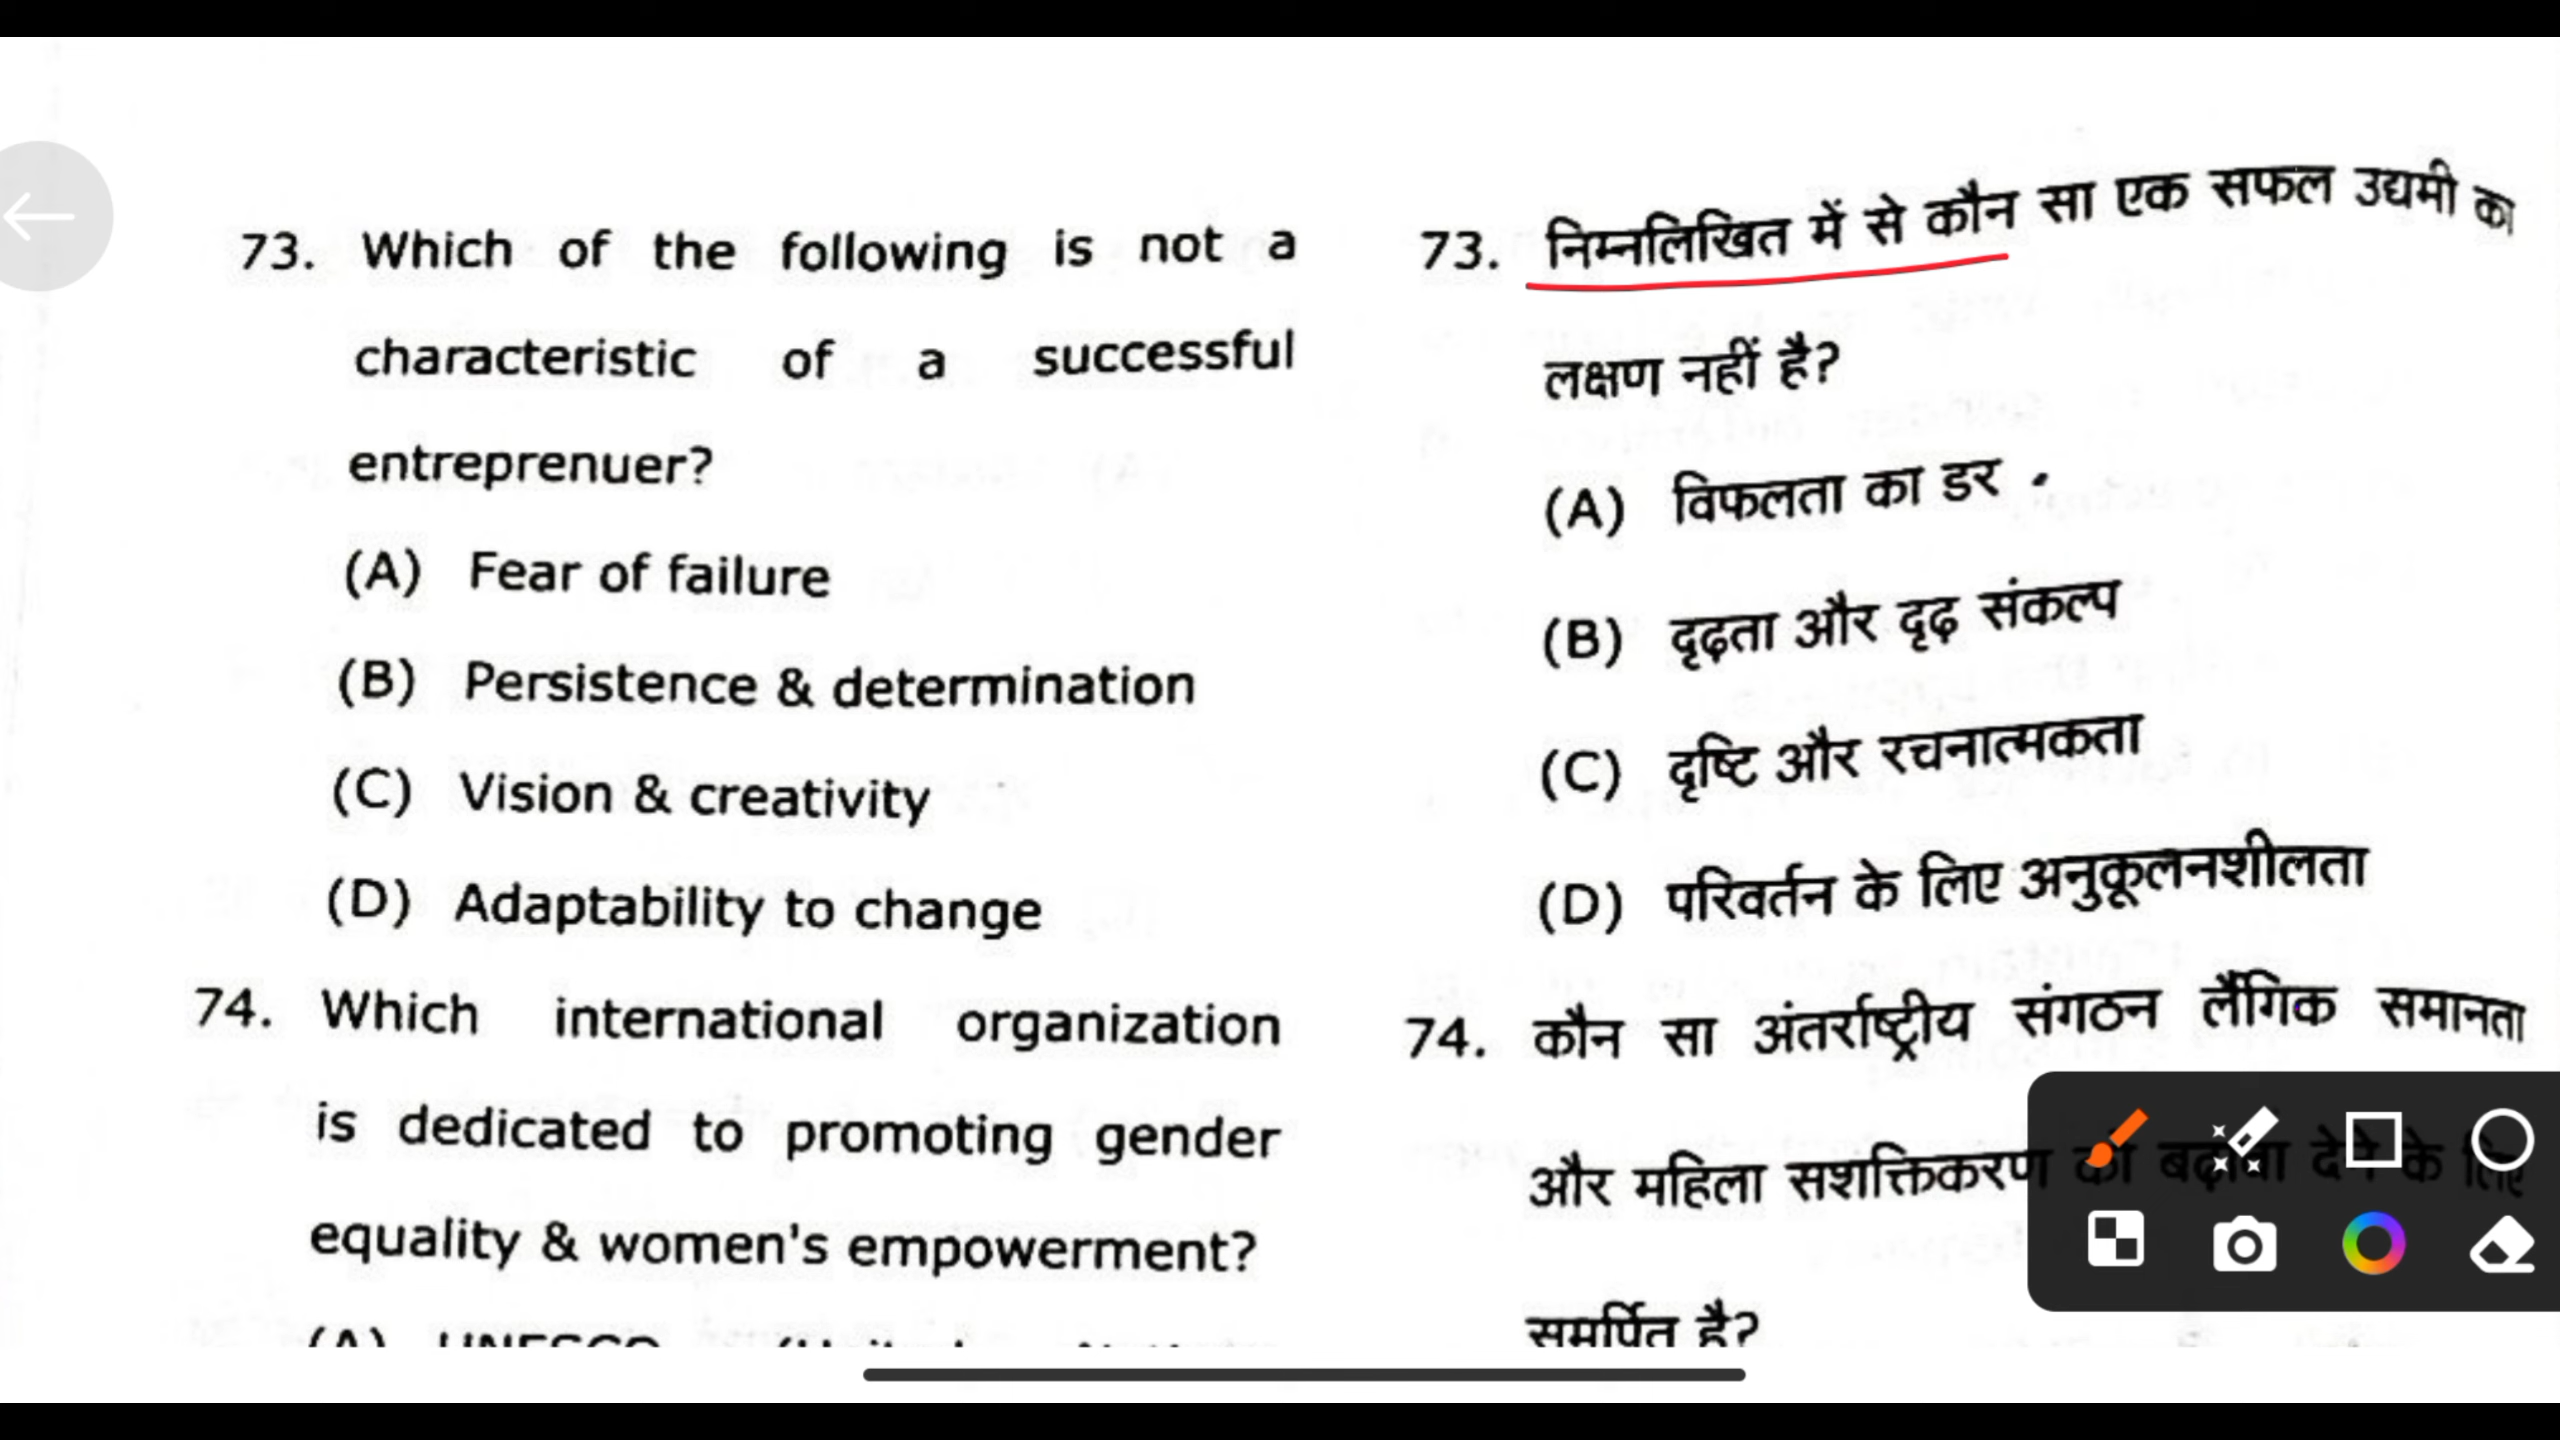 73. Which of the following is not a
characteristic of a successful
entreprenuer?
(A) Fear of failure
(B) Persistence & determination
(C) Vision & creativity
(D) Adaptability to change
74. Which international organization
is dedicated to promoting gender
equality & women's empowerment?
(A) UNESCO
73. निम्नलिखित में से कौन सा एक सफल उद्यमी का
लक्षण नहीं है?
(A) विफलता का डर
(B) दृढ़ता और दृढ़ संकल्प
(C) दृष्टि और रचनात्मकता
(D) परिवर्तन के लिए अनुकूलनशीलता
74. कौन सा अंतर्राष्ट्रीय संगठन लैंगिक समानता
और महिला सशक्तिकरण को बढ़ावा देने के लिए
समर्पित है?